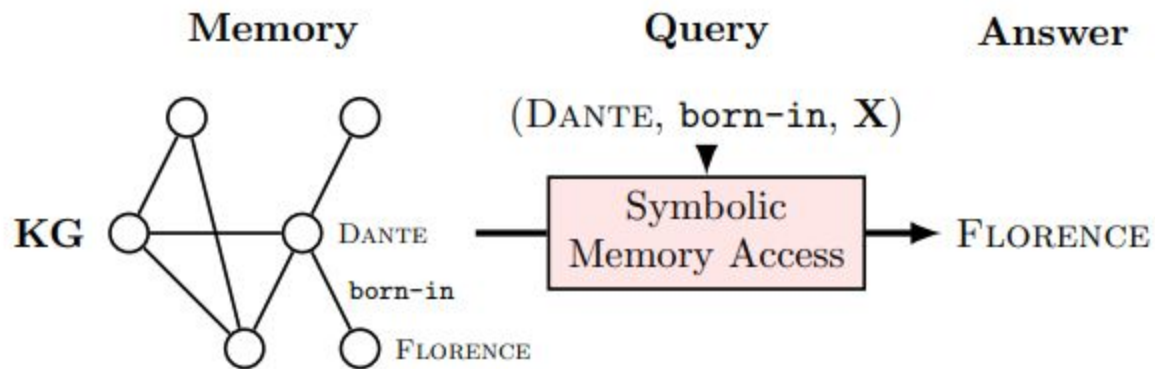 Memory
Query
Answer
KG
DANTE
born-in
FLORENCE
(DANTE, born-in, X)
Symbolic
Memory Access
FLORENCE